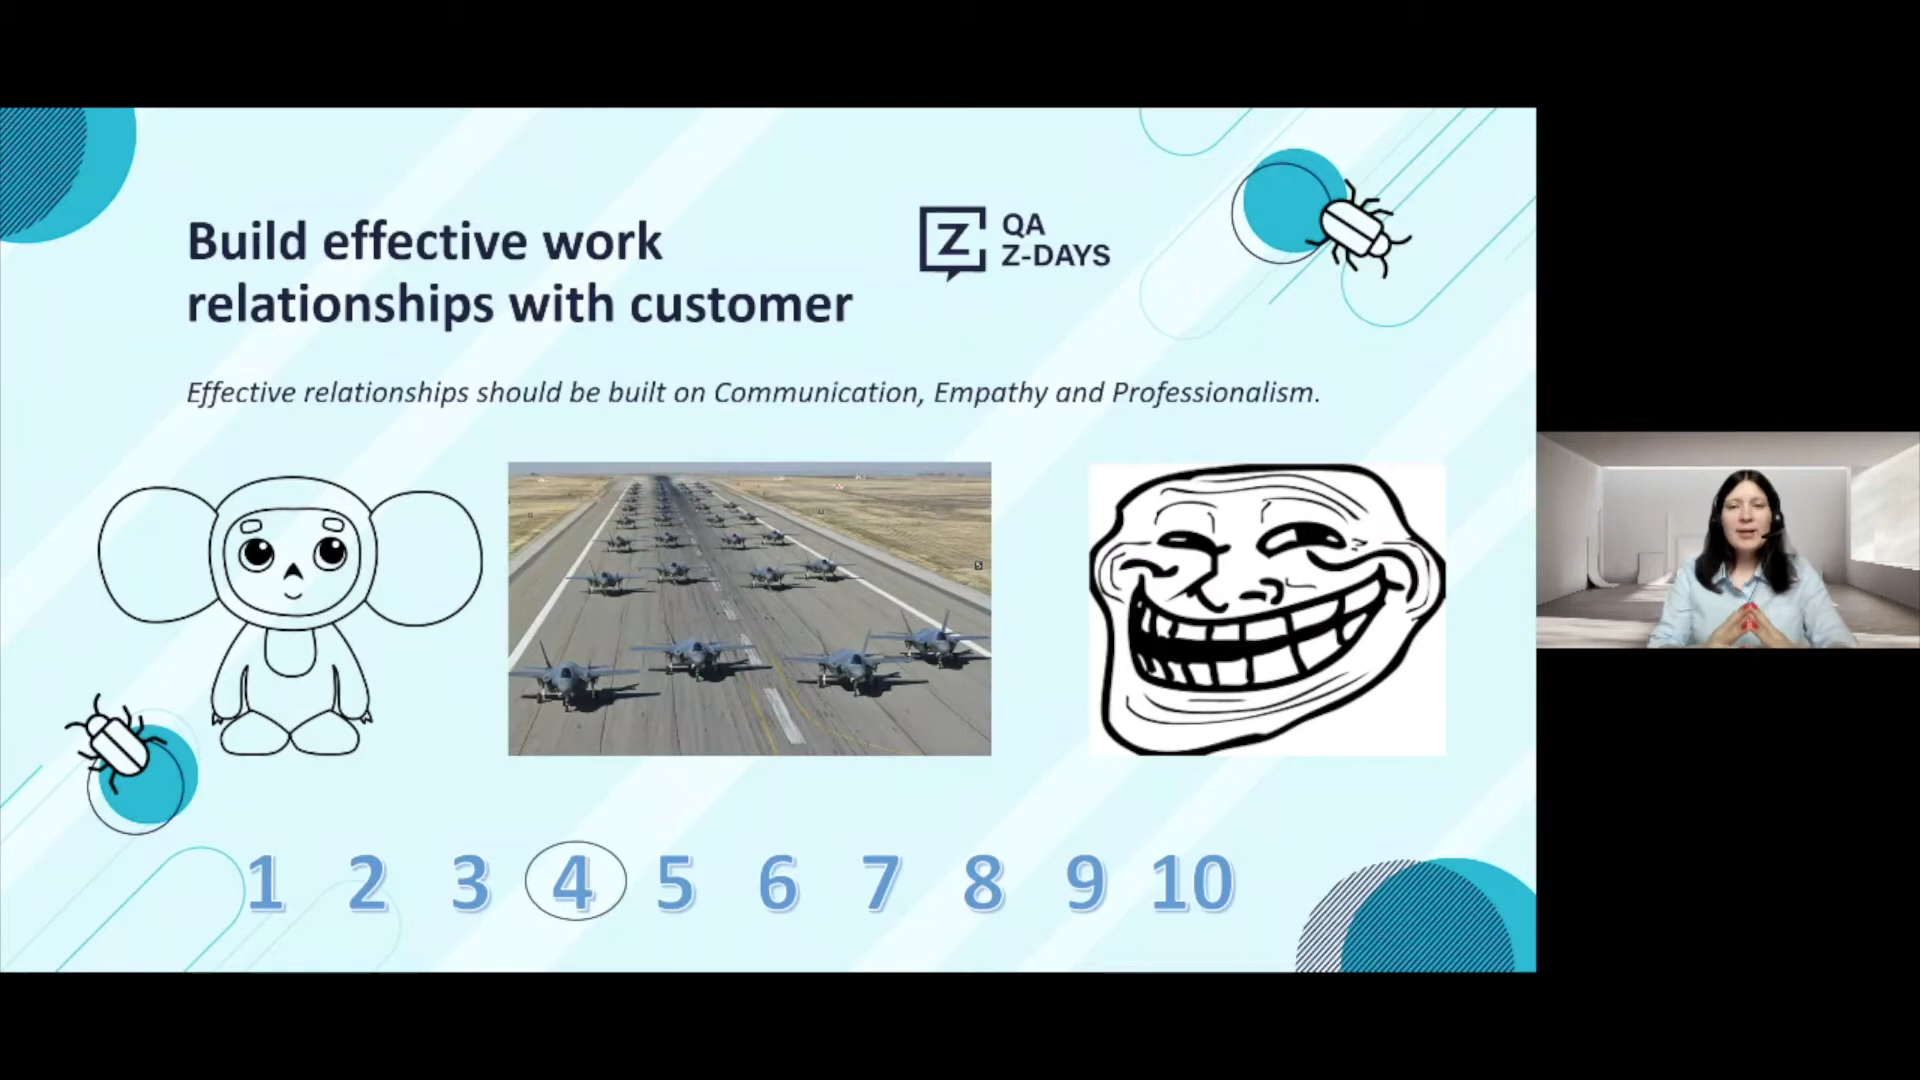 Build effective work
relationships with customer
Z
QA
Z-DAYS
Effective relationships should be built on Communication, Empathy and Professionalism.
1 2 3 4 5 6 7 8 9 10